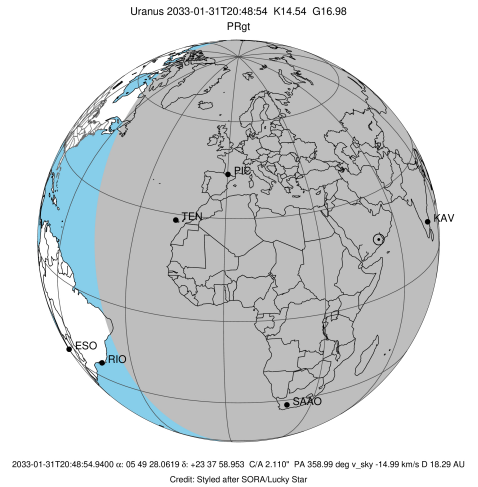 Uranus 2033-01-31T20:48:54 K14.54 G16.98
PRgt
PIC
TEN
KAV
ESO
RIO
SAAO
2033-01-31T20:48:54.9400 α: 05 49 28.0619 δ: +23 37 58.953 C/A 2.110" PA 358.99 deg v_sky -14.99 km/s D 18.29 AU
Credit: Styled after SORA/Lucky Star